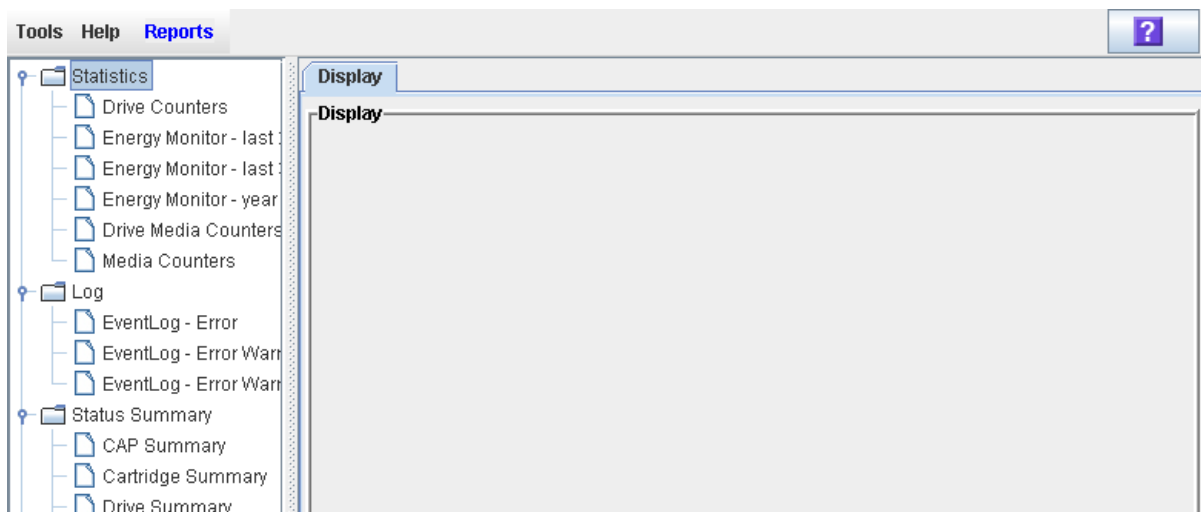 Tools Help Reports ?
Statistics
Drive Counters
Energy Monitor - last
Energy Monitor - last
Energy Monitor - year
Drive Media Counters
Media Counters
Log
EventLog - Error
EventLog - Error Warr
EventLog - Error Warr
Status Summary
CAP Summary
Cartridge Summary
Drive Summary
Display
Display